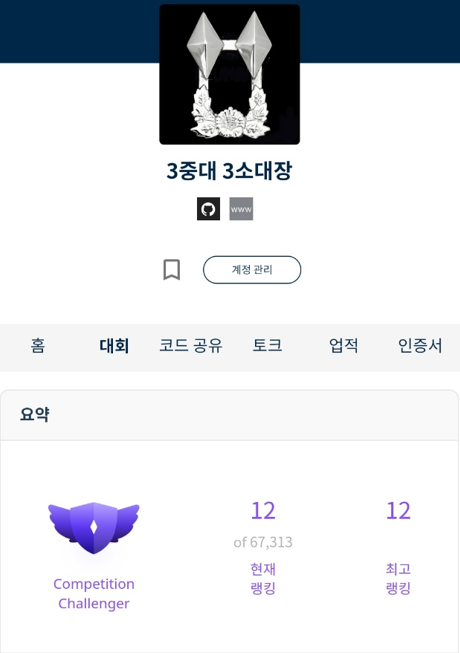 3중대 3소대장
www
계정 관리
홈 대회 코드 공유 토크 업적 인증서
요약
12
of 67,313
현재
랭킹
12
최고
랭킹
Competition
Challenger